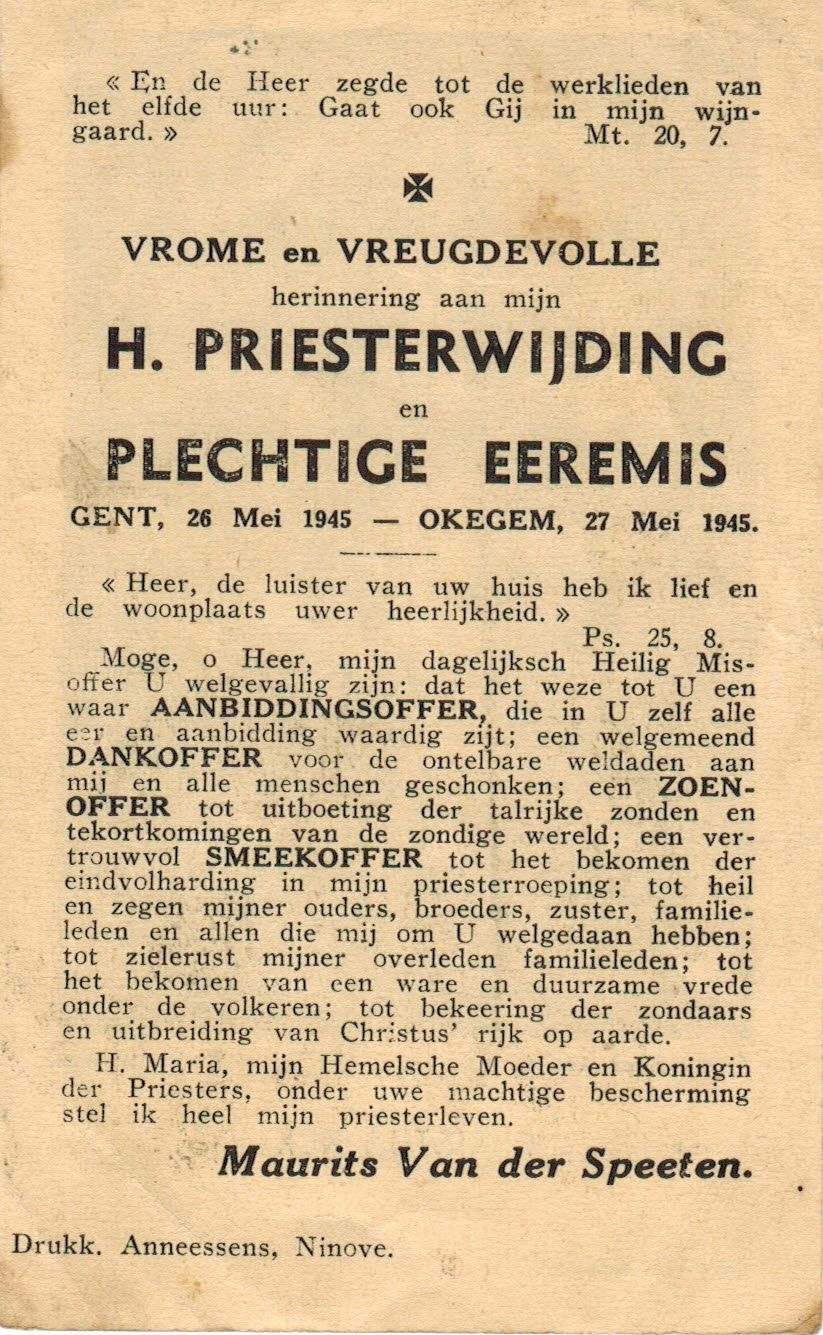 « En de Heer zegde tot de werklieden van
het elfde uur: Gaat ook Gij in mijn wijn-
gaard. » Mt. 20, 7.
VROME en VREUGDEVOLLE
herinnering aan mijn
H. PRIESTERWIJDING
en
PLECHTIGE EEREMIS
GENT, 26 Mei 1945 — OKEGEM, 27 Mei 1945.
« Heer, de luister van uw huis heb ik lief en
de woonplaats uwer heerlijkheid. »
Ps. 25, 8.
Moge, o Heer, mijn dagelijksch Heilig Mis-
offer U welgevallig zijn: dat het weze tot U een
waar AANBIDDINGSOFFER, die in U zelf alle
eer en aanbidding waardig zijt; een welgemeend
DANKOFFER voor de ontelbare weldaden aan
mij en alle menschen geschonken; een ZOEN-
OFFER tot uitboeting der talrijke zonden en
tekortkomingen van de zondige wereld; een ver-
trouwvol SMEEKOFFER tot het bekomen der
eindvolharding in mijn priesterroeping; tot heil
en zegen mijner ouders, broeders, zuster, familie-
leden en allen die mij om U welgedaan hebben;
tot zielerust mijner overleden familieleden; tot
het bekomen van een ware en duurzame vrede
onder de volkeren; tot bekeering der zondaars
en uitbreiding van Christus' rijk op aarde.
H. Maria, mijn Hemelsche Moeder en Koningin
der Priesters, onder uwe machtige bescherming
stel ik heel mijn priesterleven.
Maurits Van der Speeten.
Drukk. Anneessens, Ninove.